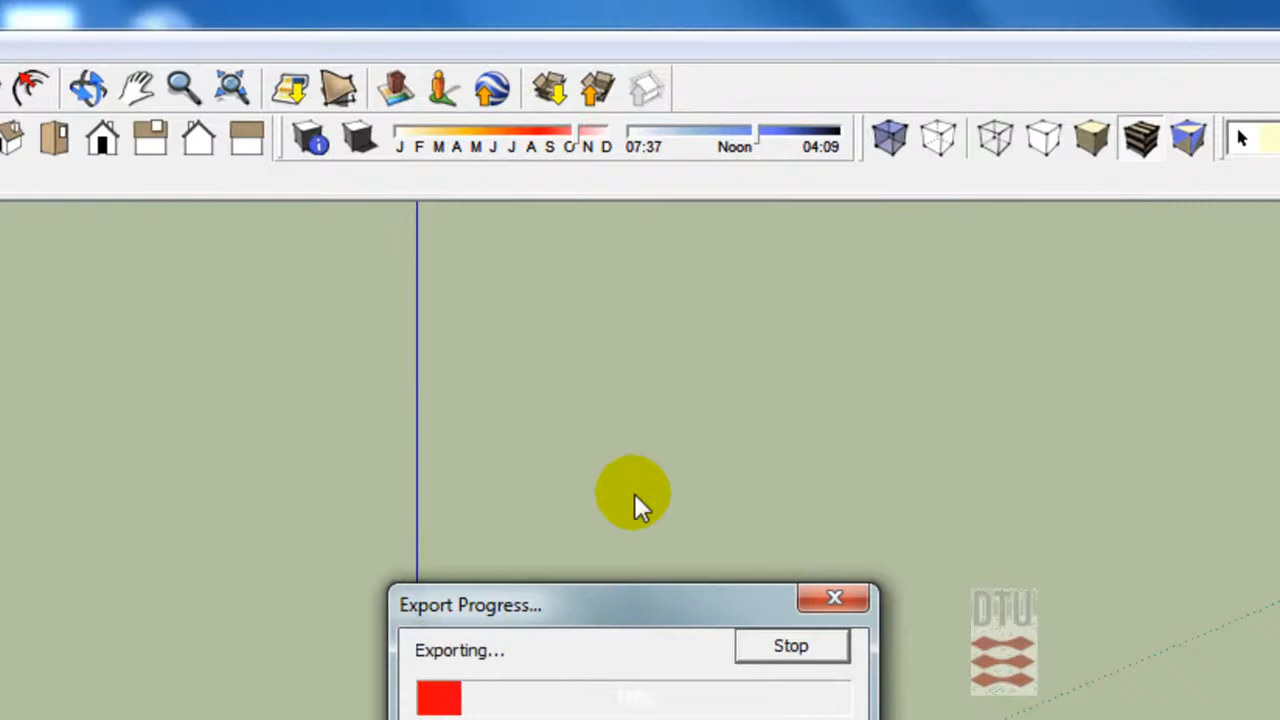 J F M A M J J A S O N D 07:37 Noon 04:09
Export Progress...
Exporting...
Stop
DTU